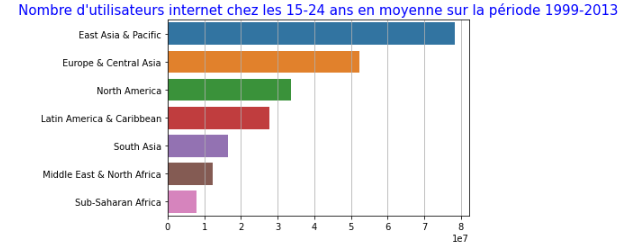 Nombre d'utilisateurs internet chez les 15-24 ans en moyenne sur la période 1999-2013
East Asia & Pacific
Europe & Central Asia
North America
Latin America & Caribbean
South Asia
Middle East & North Africa
Sub-Saharan Africa
0 1 2 3 4 5 6 7 8
1e7